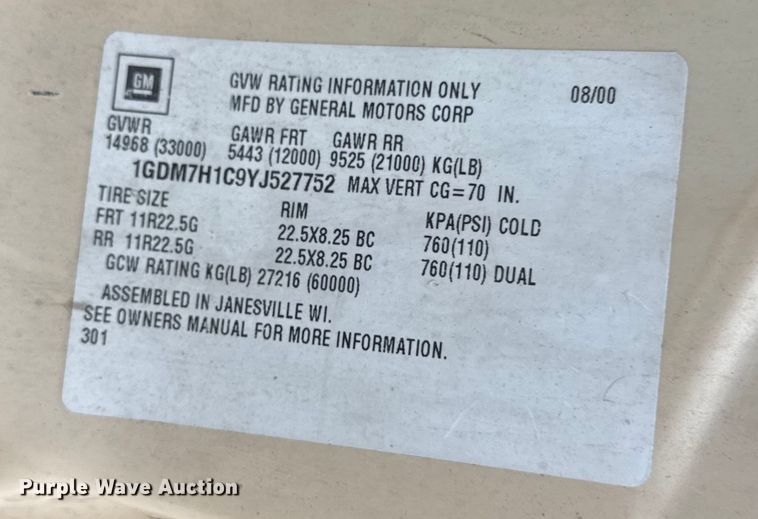 GM
GVW RATING INFORMATION ONLY 08/00
MFD BY GENERAL MOTORS CORP
GVWR GAWR FRT GAWR RR
14968 (33000) 5443 (12000) 9525 (21000) KG(LB)
1GDM7H1C9YJ527752 MAX VERT CG=70 IN.
TIRE SIZE RIM KPA(PSI) COLD
FRT 11R22.5G 22.5X8.25 BC 760(110)
RR 11R22.5G 22.5X8.25 BC 760(110) DUAL
GCW RATING KG(LB) 27216 (60000)
ASSEMBLED IN JANESVILLE WI.
SEE OWNERS MANUAL FOR MORE INFORMATION.
301
Purple Wave Auction